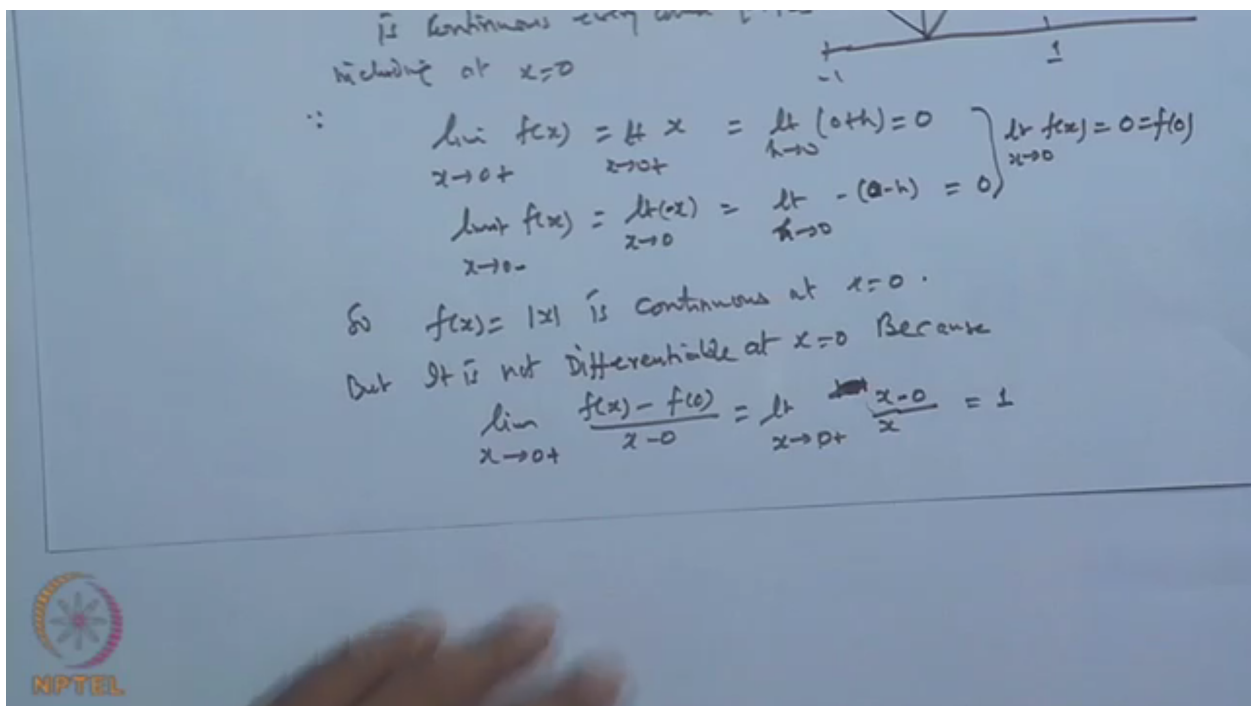 is continuous every
1
-1
including at x=0
∵ lim f(x) = lt x = lt (0+h) = 0
x→0+ x→0+ h→0
lt f(x) = 0 = f(0)
x→0
limit f(x) = lt (-x) = lt -(0-h) = 0
x→0- x→0 h→0
So f(x) = |x| is continuous at x=0.
But It is not Differentiable at x=0 Because
lim f(x) - f(0) / x-0 = lt x-0 / x = 1
x→0+ x→0+
NPTEL